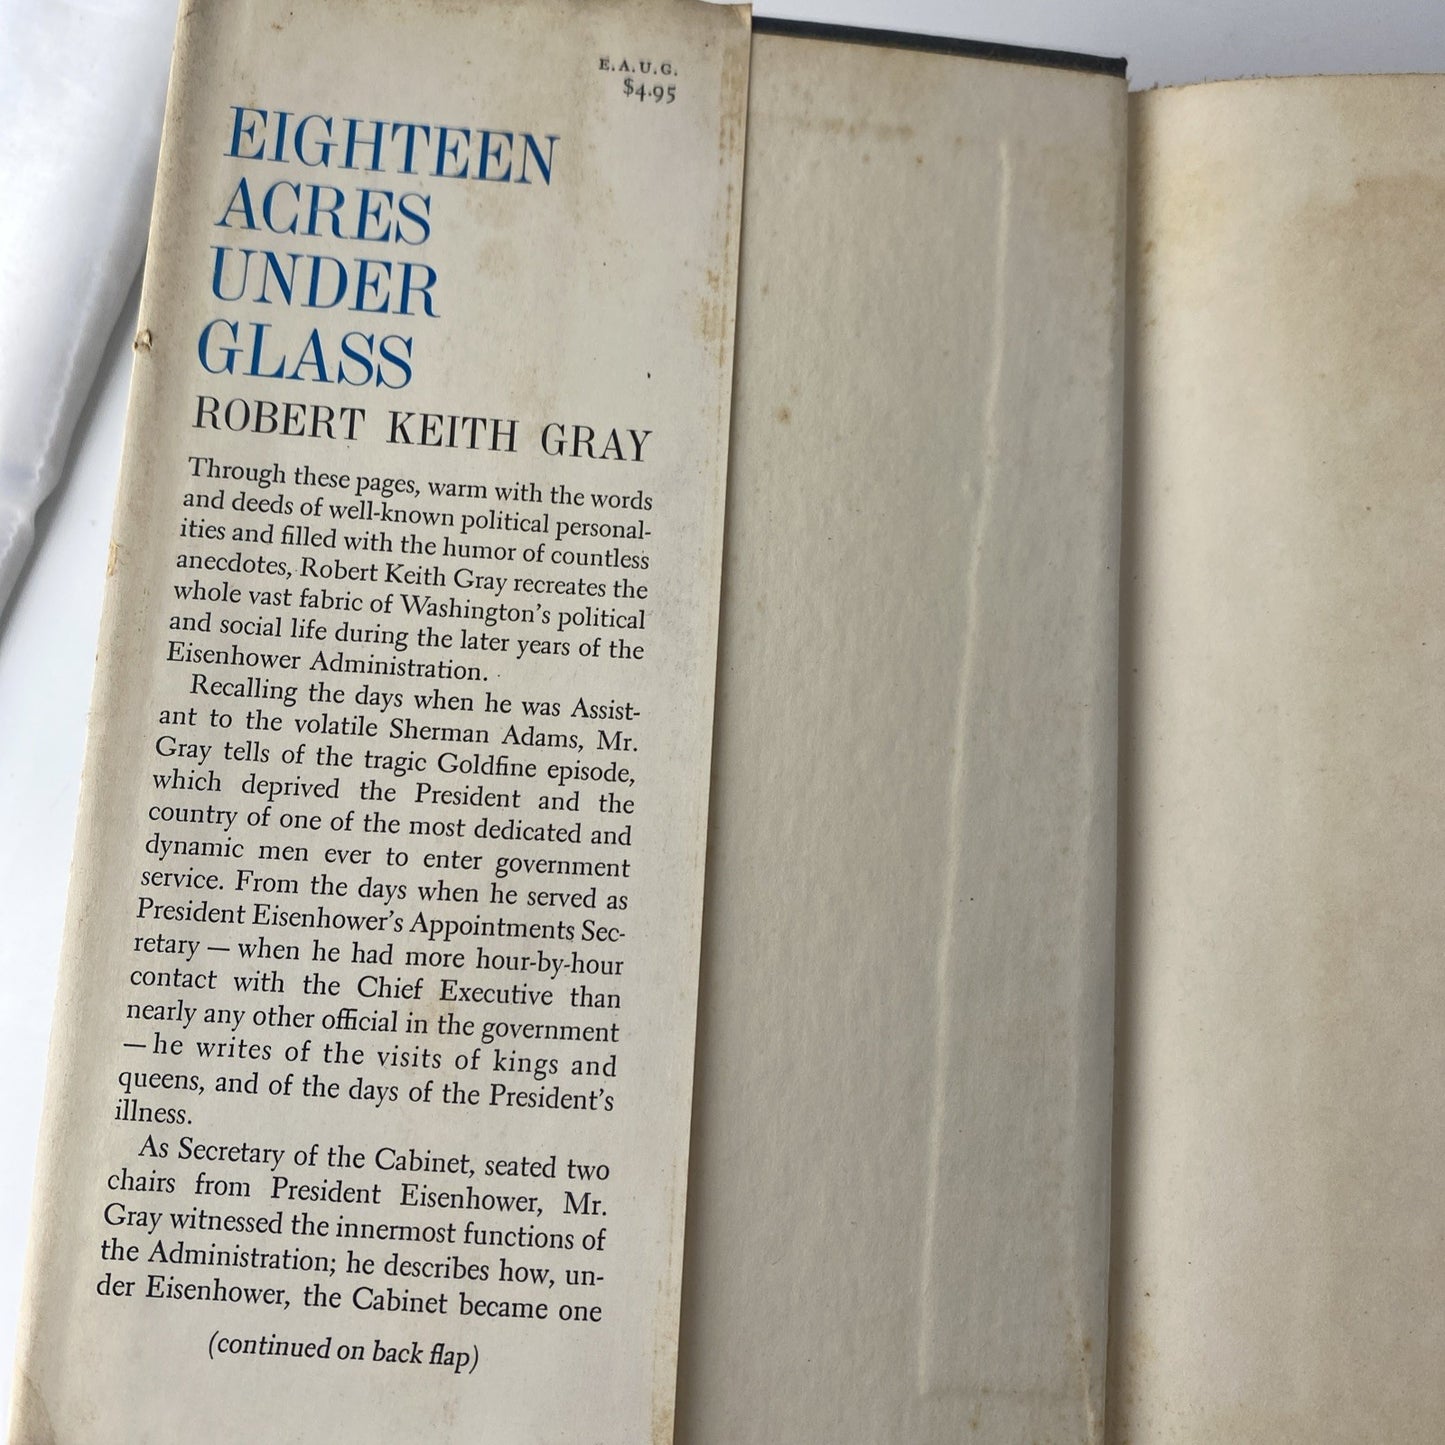 E.A.U.G.
$4.95
EIGHTEEN
ACRES
UNDER
GLASS
ROBERT KEITH GRAY
Through these pages, warm with the words
and deeds of well-known political personal-
ities and filled with the humor of countless
anecdotes, Robert Keith Gray recreates the
whole vast fabric of Washington's political
and social life during the later years of the
Eisenhower Administration.
Recalling the days when he was Assist-
ant to the volatile Sherman Adams, Mr.
Gray tells of the tragic Goldfine episode,
which deprived the President and the
country of one of the most dedicated and
dynamic men ever to enter government
service. From the days when he served as
President Eisenhower's Appointments Sec-
retary — when he had more hour-by-hour
contact with the Chief Executive than
nearly any other official in the government
— he writes of the visits of kings and
queens, and of the days of the President's
illness.
As Secretary of the Cabinet, seated two
chairs from President Eisenhower, Mr.
Gray witnessed the innermost functions of
the Administration; he describes how, un-
der Eisenhower, the Cabinet became one
(continued on back flap)